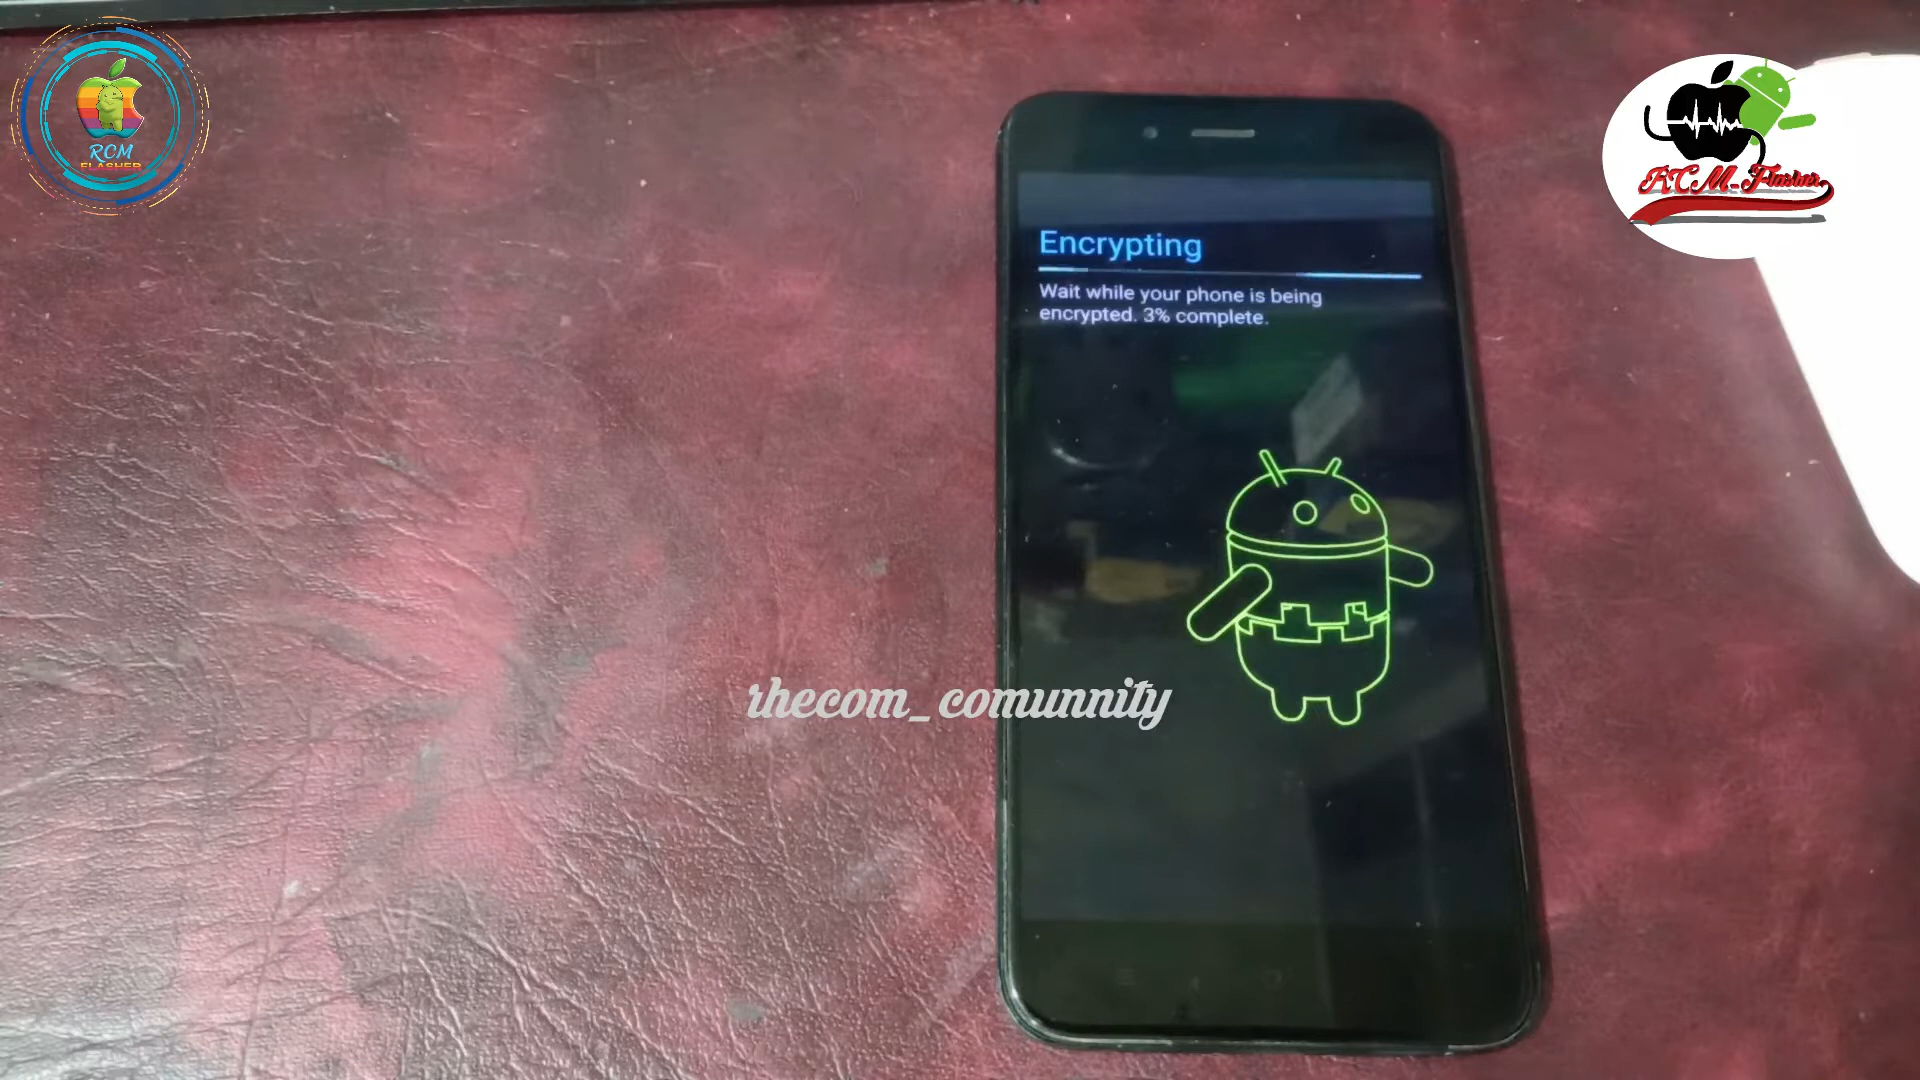 RCM
FLASHER
RCM-Flasher
Encrypting
Wait while your phone is being
encrypted. 3% complete.
rhecom_comunnity